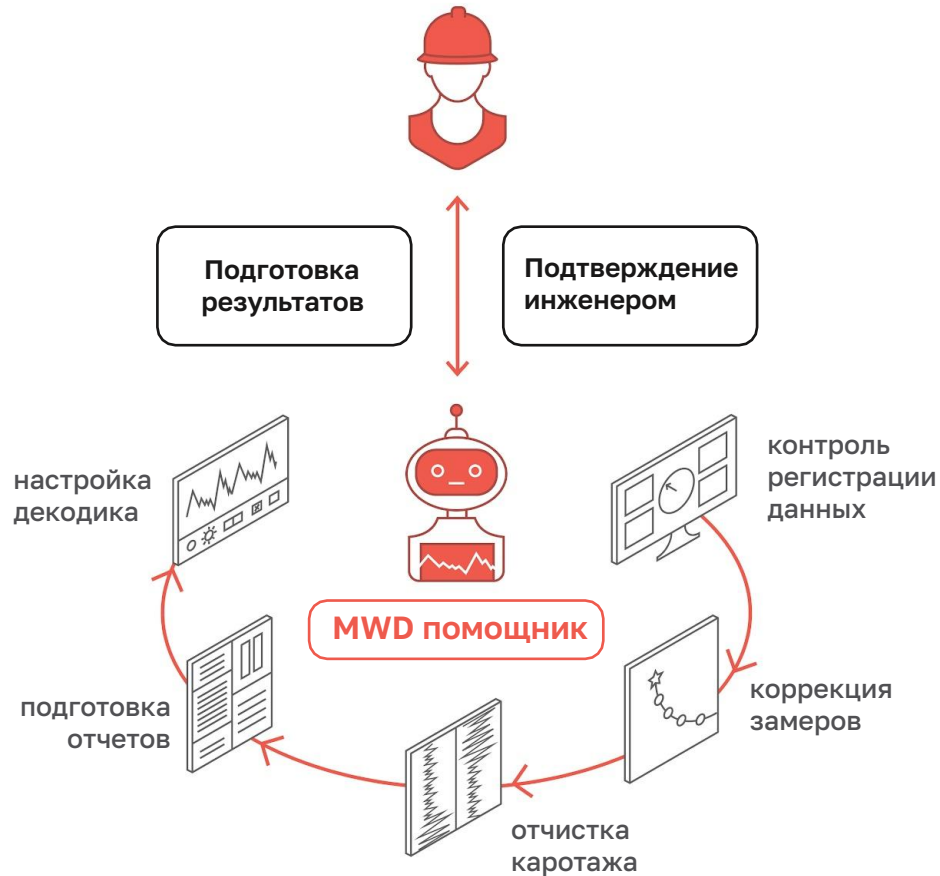 Подготовка
результатов
Подтверждение
инженером
настройка
декодика
контроль
регистрации
данных
MWD помощник
подготовка
отчетов
коррекция
замеров
отчистка
каротажа